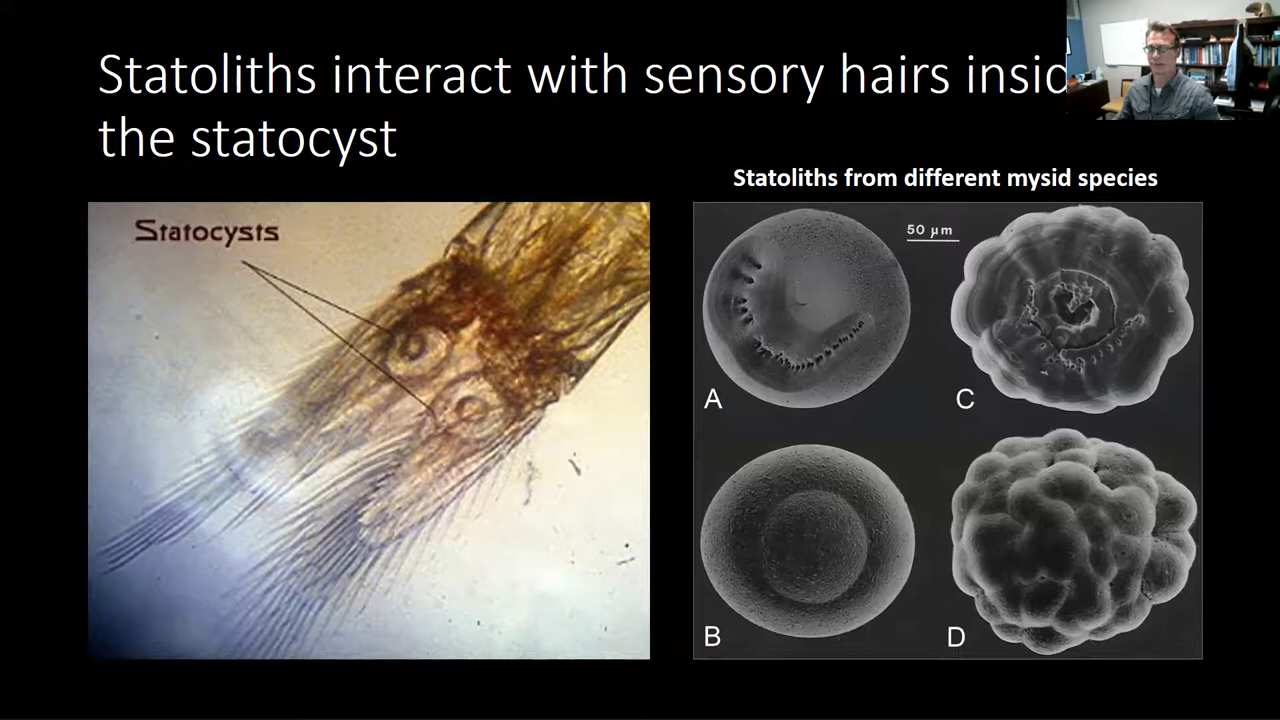 Statoliths interact with sensory hairs insid
the statocyst
Statoliths from different mysid species
Statocysts
50 µm
A
C
B
D